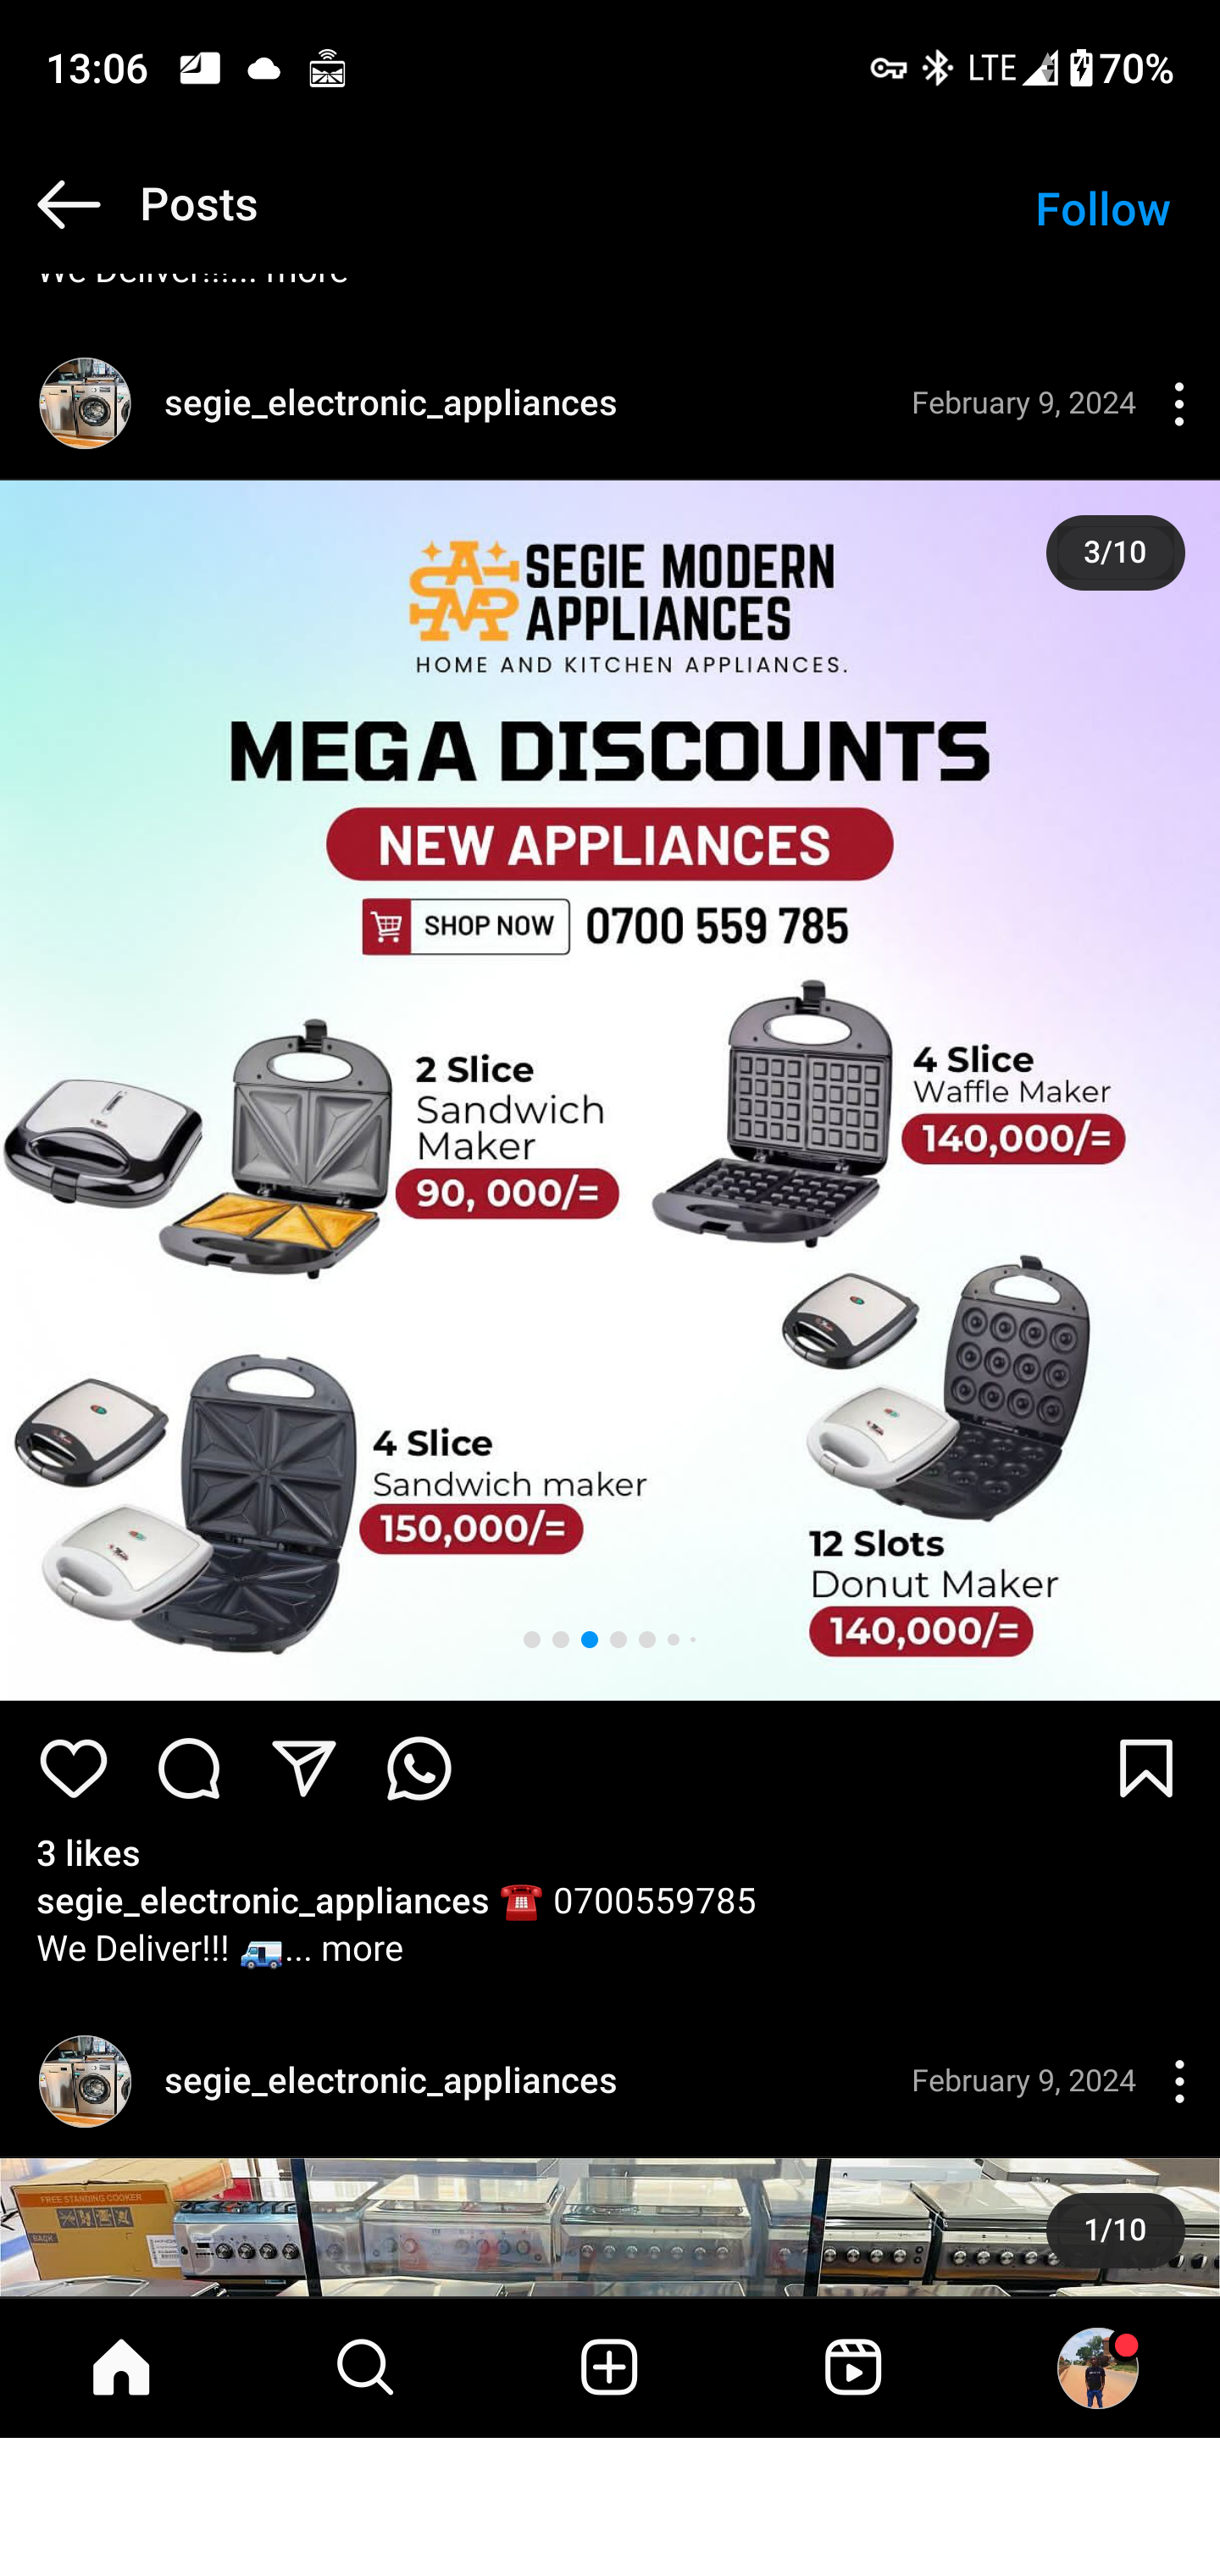 13:06
LTE 70%
Posts
Follow
We Deliver!!!... more
segie_electronic_appliances
February 9, 2024
3/10
SEGIE MODERN
APPLIANCES
HOME AND KITCHEN APPLIANCES.
MEGA DISCOUNTS
NEW APPLIANCES
SHOP NOW 0700 559 785
2 Slice
Sandwich
Maker
90, 000/=
4 Slice
Waffle Maker
140,000/=
4 Slice
Sandwich maker
150,000/=
12 Slots
Donut Maker
140,000/=
3 likes
segie_electronic_appliances ☎️ 0700559785
We Deliver!!! 🚐... more
segie_electronic_appliances
February 9, 2024
FREE STANDING COOKER
BACK
1/10